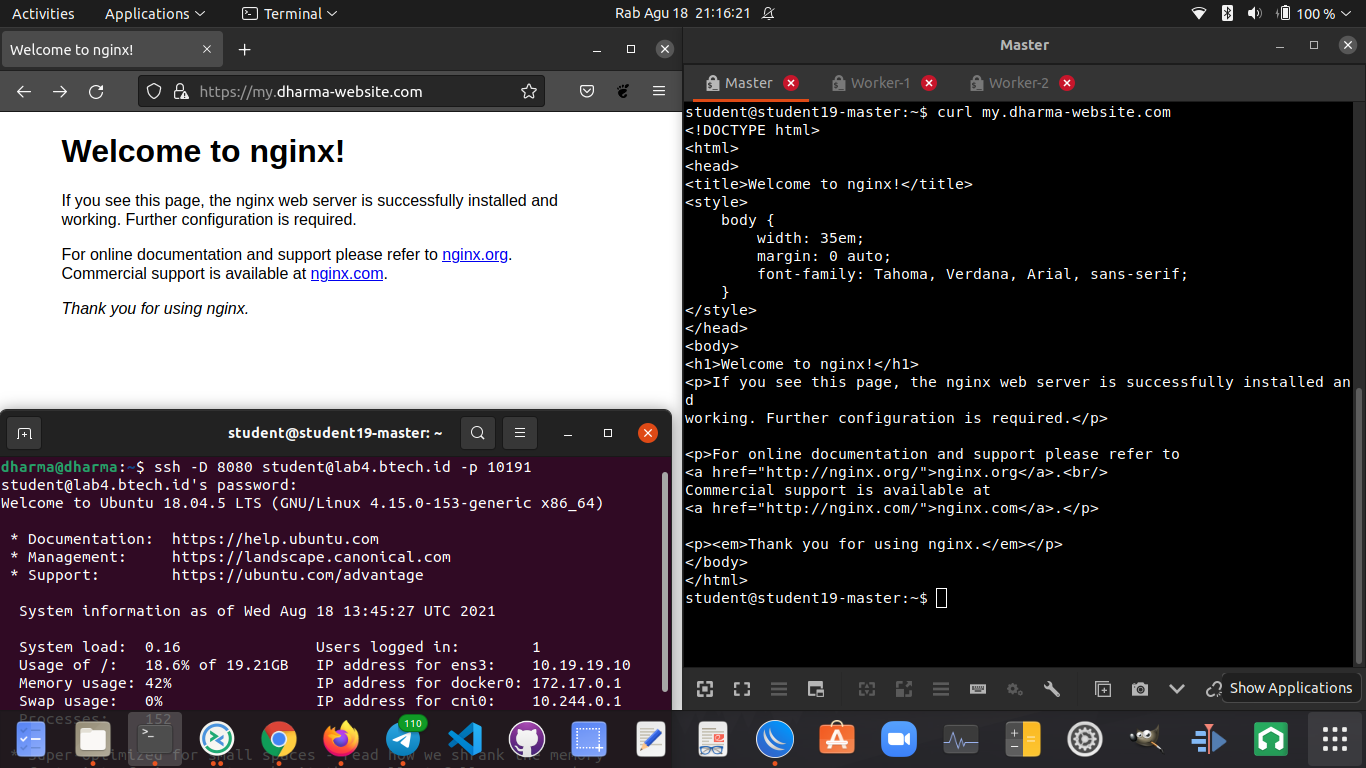 Activities
Applications
Terminal
Rab Agu 18 21:16:21
100 %
Welcome to nginx!
https://my.dharma-website.com
Welcome to nginx!
If you see this page, the nginx web server is successfully installed and
working. Further configuration is required.
For online documentation and support please refer to nginx.org.
Commercial support is available at nginx.com.
Thank you for using nginx.
student@student19-master: ~
dharma@dharma:~$ ssh -D 8080 student@lab4.btech.id -p 10191
student@lab4.btech.id's password:
Welcome to Ubuntu 18.04.5 LTS (GNU/Linux 4.15.0-153-generic x86_64)
* Documentation: https://help.ubuntu.com
* Management: https://landscape.canonical.com
* Support: https://ubuntu.com/advantage
System information as of Wed Aug 18 13:45:27 UTC 2021
System load: 0.16 Users logged in: 1
Usage of /: 18.6% of 19.21GB IP address for ens3: 10.19.19.10
Memory usage: 42% IP address for docker0: 172.17.0.1
Swap usage: 0% IP address for cni0: 10.244.0.1
Processes: 152
* Super-optimized for small spaces - read how we shrank the memory
Master
Master
Worker-1
Worker-2
student@student19-master:~$ curl my.dharma-website.com
<!DOCTYPE html>
<html>
<head>
<title>Welcome to nginx!</title>
<style>
body {
width: 35em;
margin: 0 auto;
font-family: Tahoma, Verdana, Arial, sans-serif;
}
</style>
</head>
<body>
<h1>Welcome to nginx!</h1>
<p>If you see this page, the nginx web server is successfully installed an
d
working. Further configuration is required.</p>
<p>For online documentation and support please refer to
<a href="http://nginx.org/">nginx.org</a>.<br/>
Commercial support is available at
<a href="http://nginx.com/">nginx.com</a>.</p>
<p><em>Thank you for using nginx.</em></p>
</body>
</html>
student@student19-master:~$
Show Applications
110